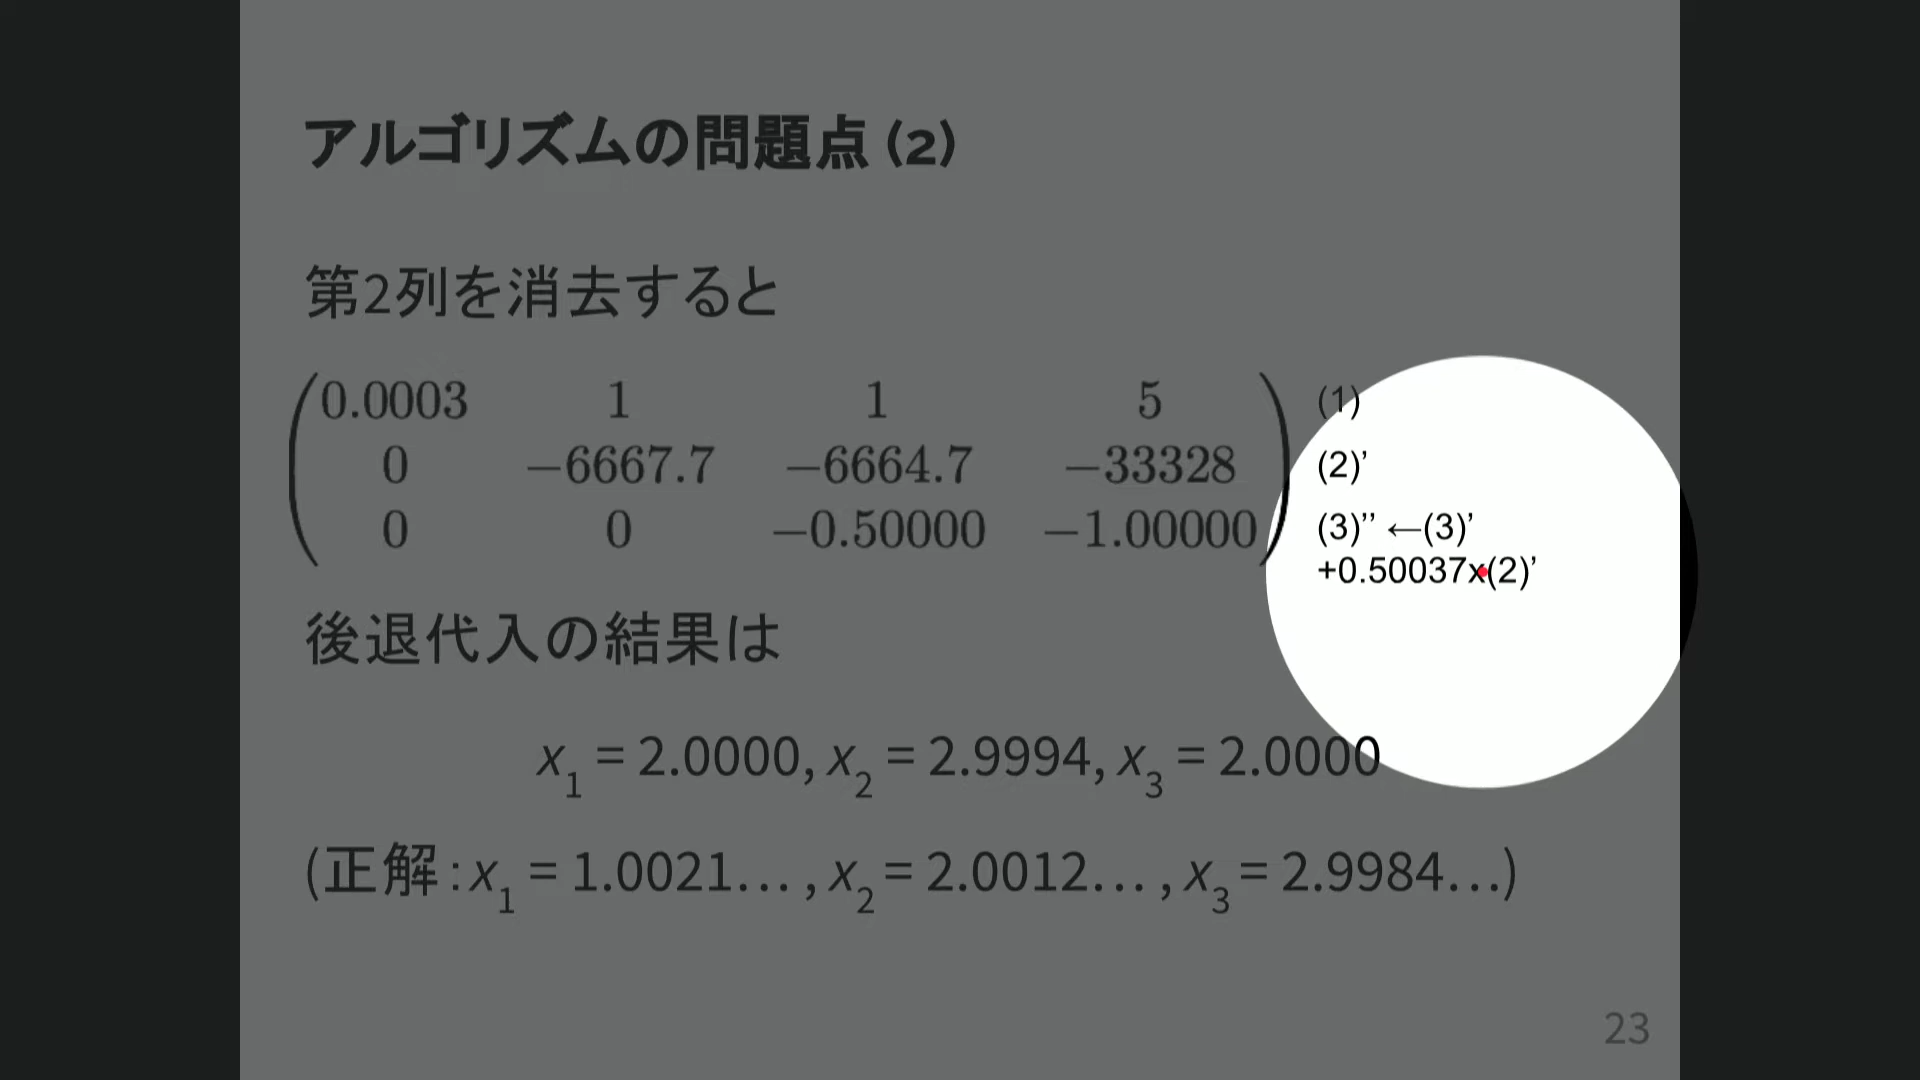 アルゴリズムの問題点 (2)
第2列を消去すると
0.0003 1 1 5 (1)
0 −6667.7 −6664.7 −33328 (2)’
0 0 −0.50000 −1.00000 (3)’’ ←(3)’
+0.50037x(2)’
後退代入の結果は
x1 = 2.0000, x2 = 2.9994, x3 = 2.0000
(正解 : x1 = 1.0021… , x2 = 2.0012… , x3 = 2.9984…)
23